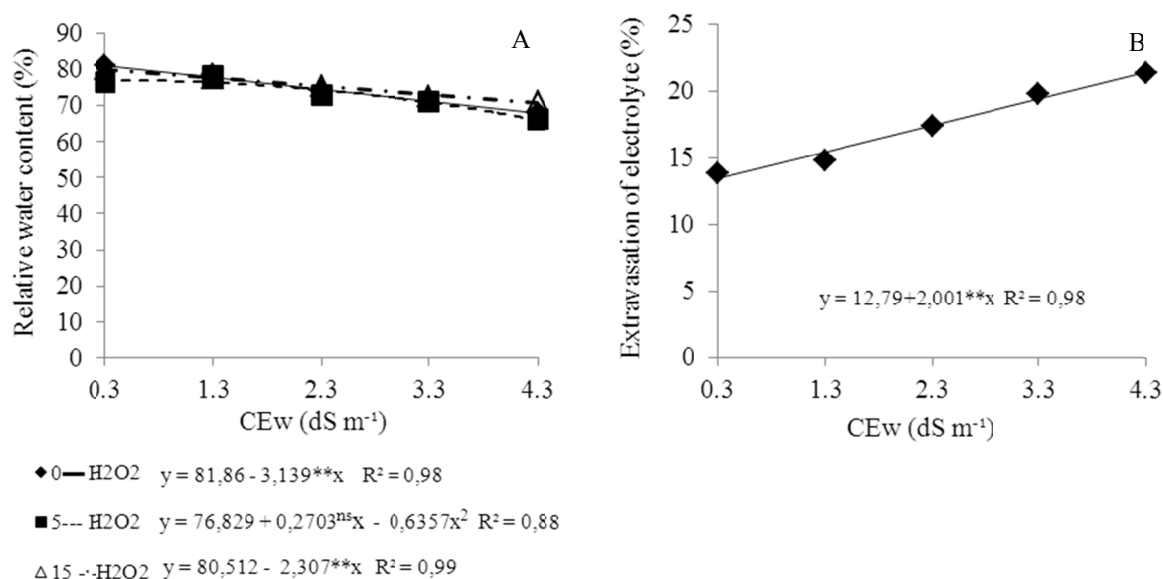 A
Relative water content (%)
90
80
70
60
50
40
30
20
10
0
0.3 1.3 2.3 3.3 4.3
CEw (dS m⁻¹)
B
Extravasation of electrolyte (%)
25
20
15
10
5
0
y = 12,79+2,001**x R² = 0,98
0.3 1.3 2.3 3.3 4.3
CEw (dS m⁻¹)
0 H2O2 y = 81,86 - 3,139**x R² = 0,98
5--- H2O2 y = 76,829 + 0,2703ⁿˢx - 0,6357x² R² = 0,88
15 -·-H2O2 y = 80,512 - 2,307**x R² = 0,99